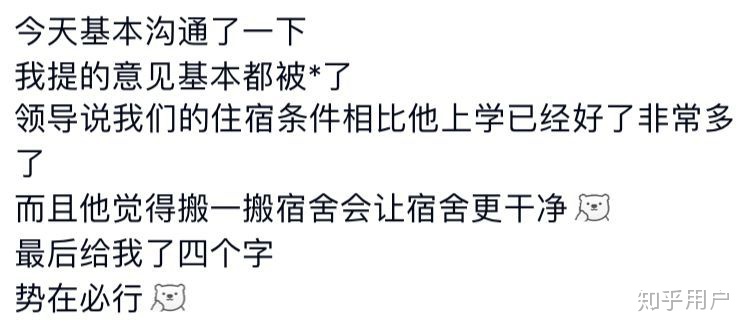 今天基本沟通了一下
我提的意见基本都被*了
领导说我们的住宿条件相比他上学已经好了非常多
了
而且他觉得搬一搬宿舍会让宿舍更干净
最后给我了四个字
势在必行
知乎用户